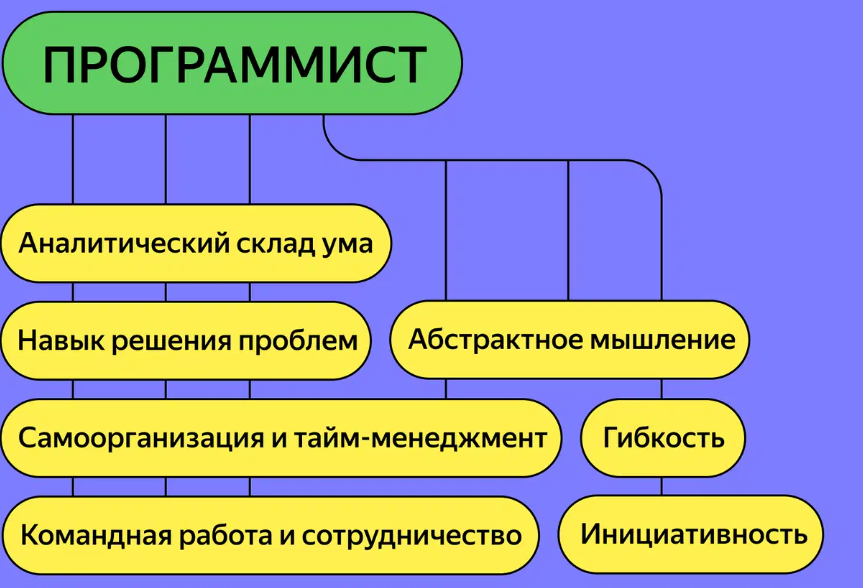 ПРОГРАММИСТ
Аналитический склад ума
Навык решения проблем
Абстрактное мышление
Самоорганизация и тайм-менеджмент
Гибкость
Командная работа и сотрудничество
Инициативность